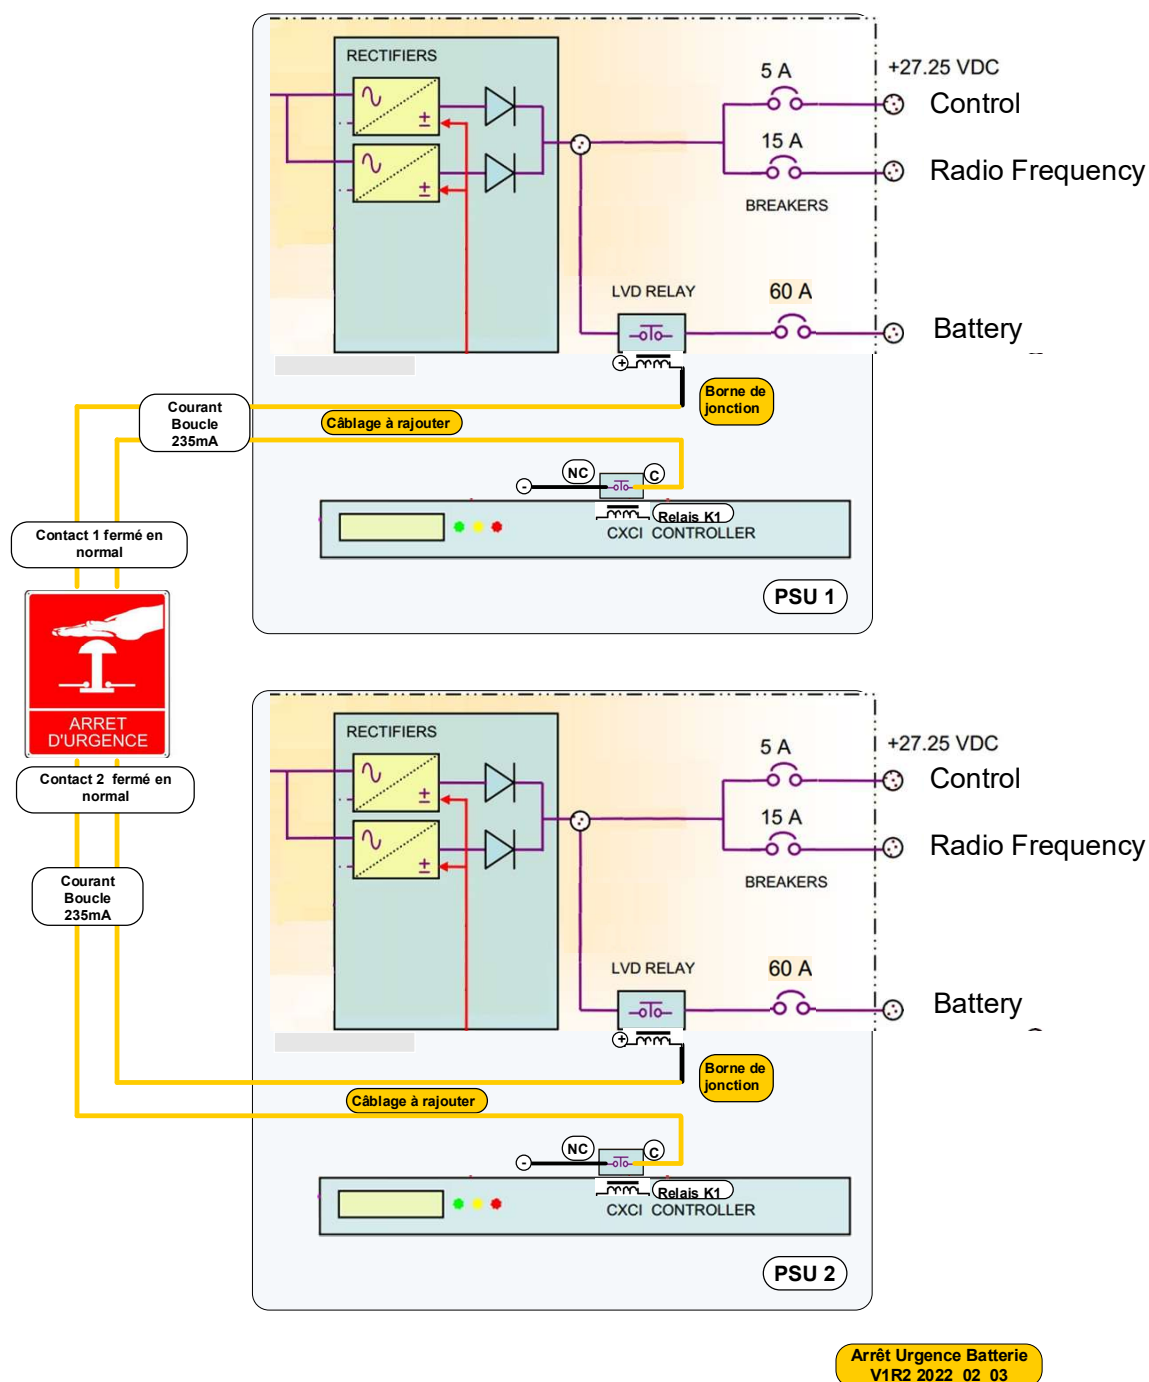 RECTIFIERS
5 A
+27.25 VDC
Control
15 A
Radio Frequency
BREAKERS
LVD RELAY
60 A
Battery
+
Borne de
jonction
Courant
Boucle
235mA
Câblage à rajouter
NC
C
-
Relais K1
CXCI CONTROLLER
Contact 1 fermé en
normal
PSU 1
ARRET
D'URGENCE
Contact 2 fermé en
normal
RECTIFIERS
5 A
+27.25 VDC
Control
15 A
Radio Frequency
BREAKERS
Courant
Boucle
235mA
LVD RELAY
60 A
Battery
+
Borne de
jonction
Câblage à rajouter
NC
C
-
Relais K1
CXCI CONTROLLER
PSU 2
Arrêt Urgence Batterie
V1R2 2022 02 03